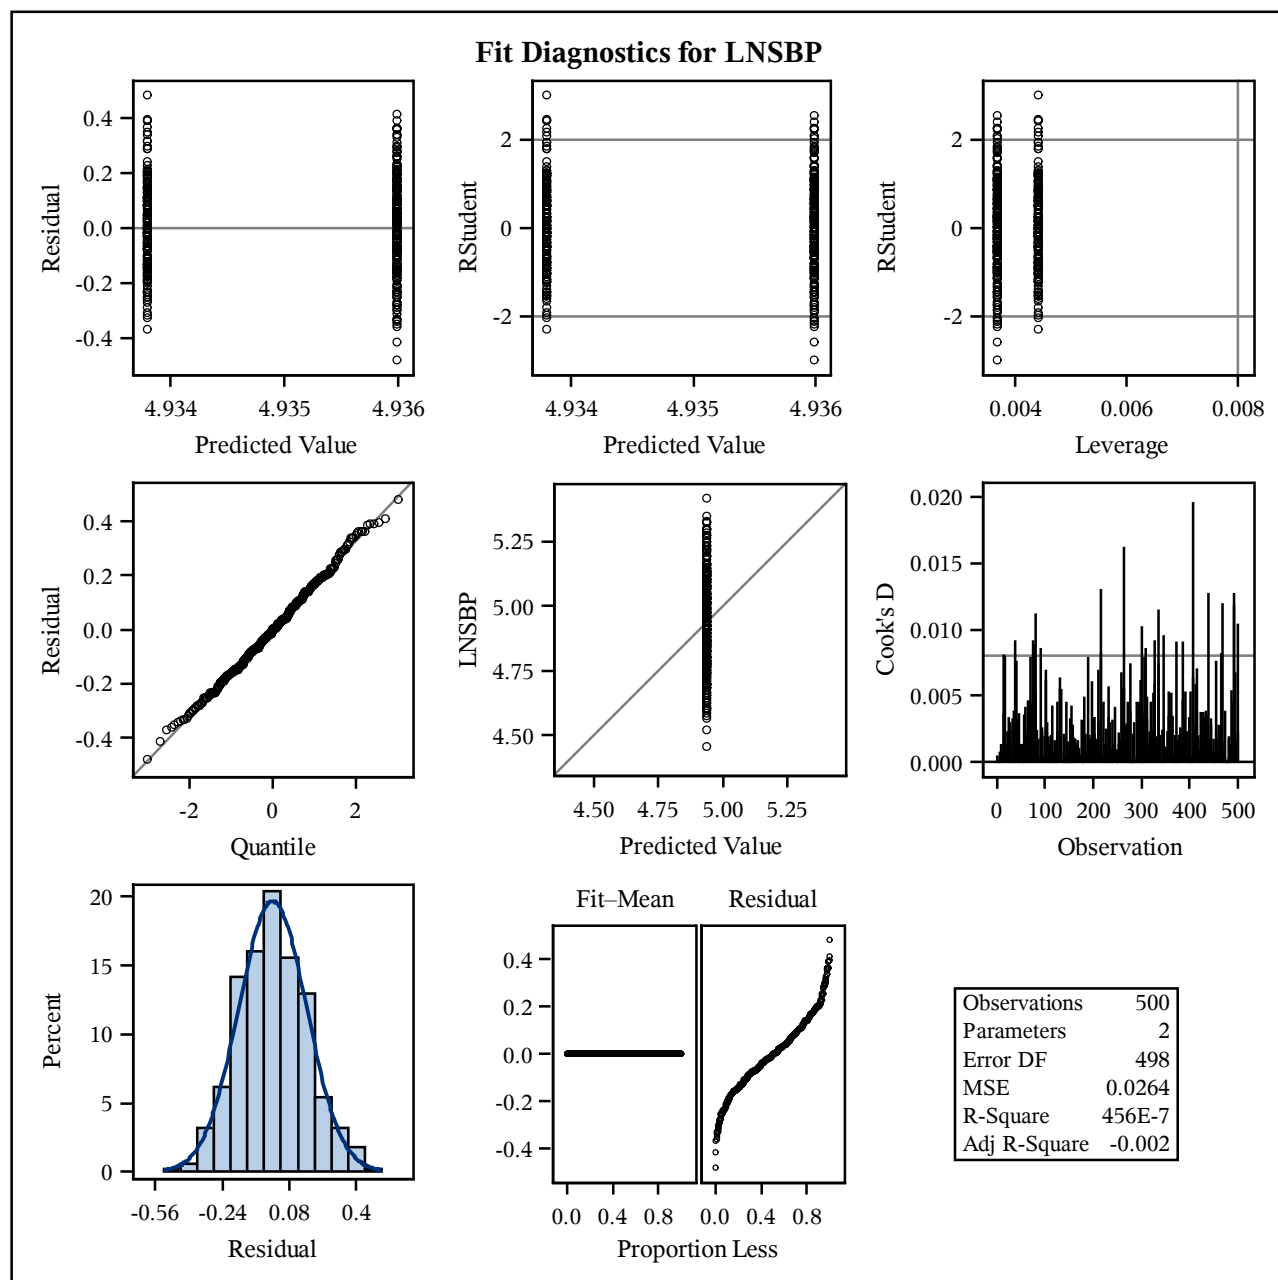 Fit Diagnostics for LNSBP
0.4
0.2
0.0
-0.2
-0.4
Residual
4.934 4.935 4.936
Predicted Value
2
0
-2
RStudent
4.934 4.935 4.936
Predicted Value
2
0
-2
RStudent
0.004 0.006 0.008
Leverage
0.4
0.2
0.0
-0.2
-0.4
Residual
-2 0 2
Quantile
5.25
5.00
4.75
4.50
LNSBP
4.50 4.75 5.00 5.25
Predicted Value
0.020
0.015
0.010
0.005
0.000
Cook's D
0 100 200 300 400 500
Observation
20
15
10
5
0
Percent
-0.56 -0.24 0.08 0.4
Residual
Fit–Mean Residual
0.4
0.2
0.0
-0.2
-0.4
0.0 0.4 0.8 0.0 0.4 0.8
Proportion Less
Observations 500
Parameters 2
Error DF 498
MSE 0.0264
R-Square 456E-7
Adj R-Square -0.002